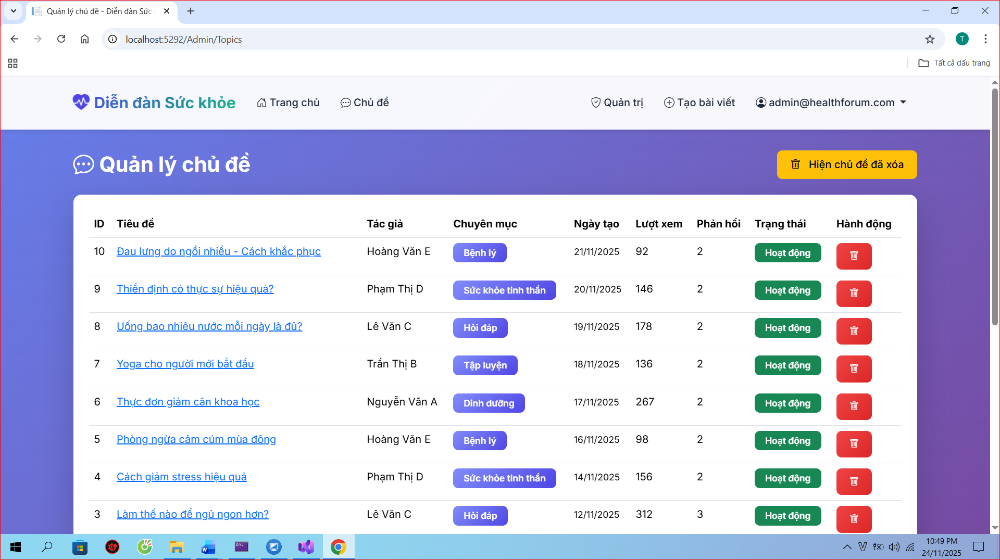 Quản lý chủ đề - Diễn đàn Sức
localhost:5292/Admin/Topics
T
Tất cả dấu trang
Diễn đàn Sức khỏe Trang chủ Chủ đề Quản trị Tạo bài viết admin@healthforum.com
Quản lý chủ đề Hiện chủ đề đã xóa
ID Tiêu đề Tác giả Chuyên mục Ngày tạo Lượt xem Phản hồi Trạng thái Hành động
10 Đau lưng do ngồi nhiều - Cách khắc phục Hoàng Văn E Bệnh lý 21/11/2025 92 2 Hoạt động
9 Thiền định có thực sự hiệu quả? Phạm Thị D Sức khỏe tinh thần 20/11/2025 146 2 Hoạt động
8 Uống bao nhiêu nước mỗi ngày là đủ? Lê Văn C Hỏi đáp 19/11/2025 178 2 Hoạt động
7 Yoga cho người mới bắt đầu Trần Thị B Tập luyện 18/11/2025 136 2 Hoạt động
6 Thực đơn giảm cân khoa học Nguyễn Văn A Dinh dưỡng 17/11/2025 267 2 Hoạt động
5 Phòng ngừa cảm cúm mùa đông Hoàng Văn E Bệnh lý 16/11/2025 98 2 Hoạt động
4 Cách giảm stress hiệu quả Phạm Thị D Sức khỏe tinh thần 14/11/2025 156 2 Hoạt động
3 Làm thế nào để ngủ ngon hơn? Lê Văn C Hỏi đáp 12/11/2025 312 3 Hoạt động
10:49 PM
24/11/2025